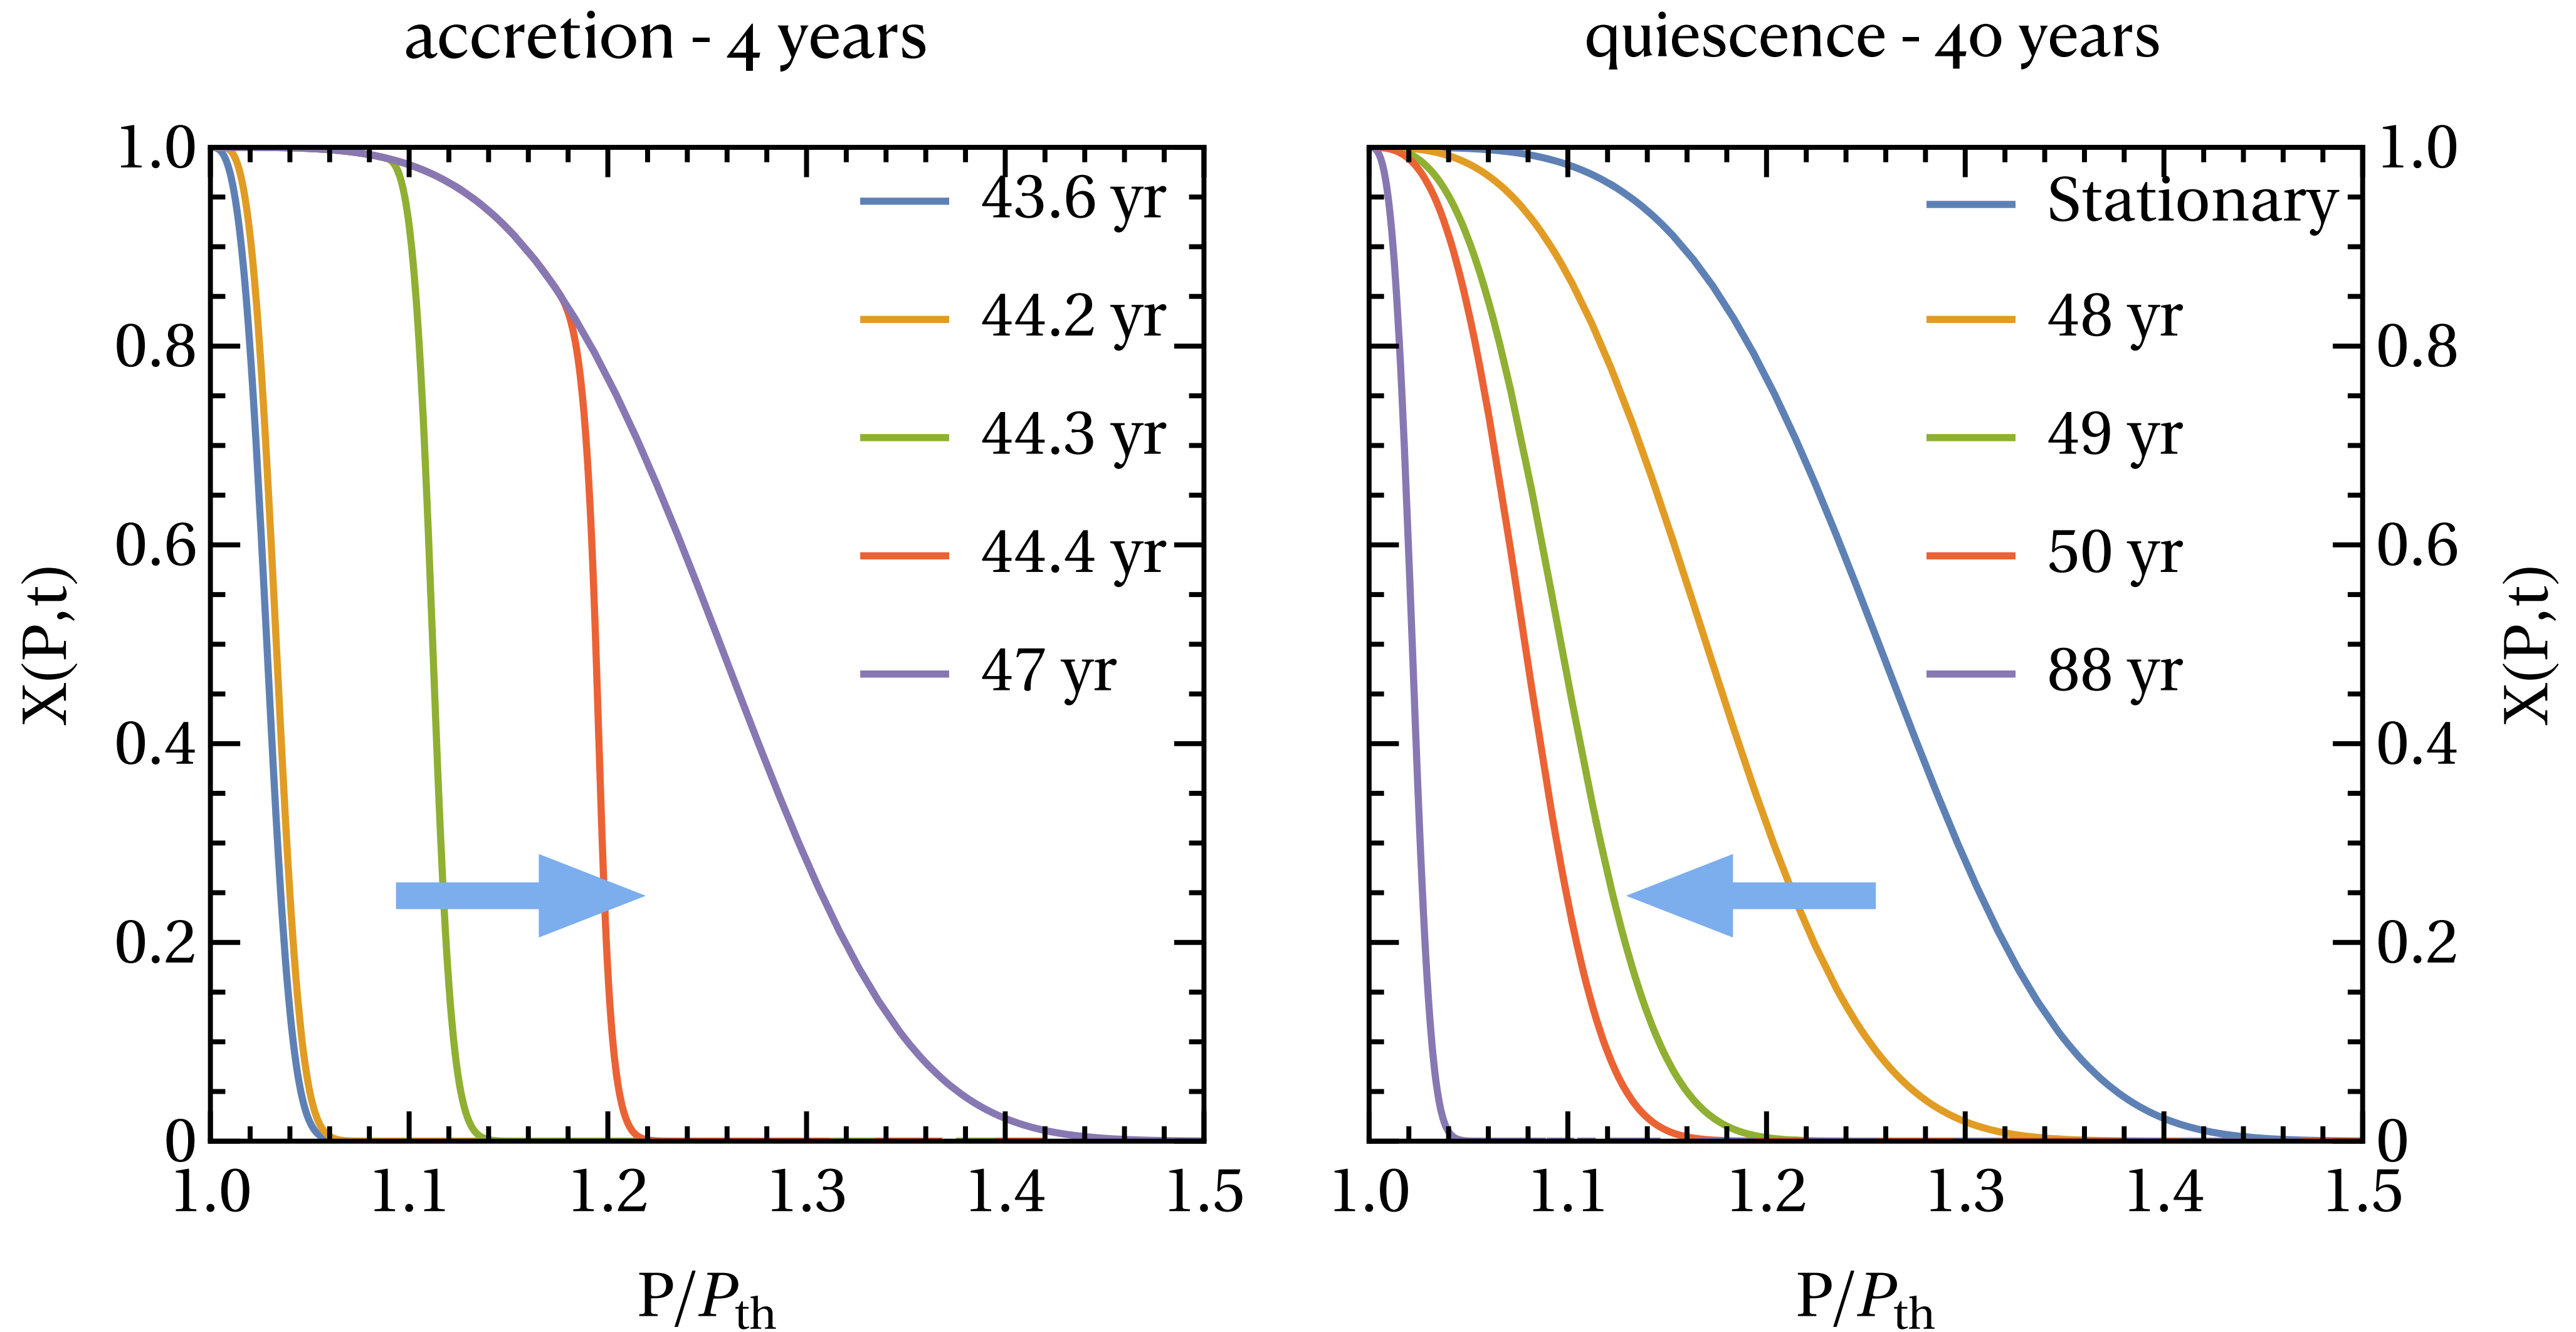 accretion - 4 years
quiescence - 40 years
1.0
0.8
0.6
0.4
0.2
0
X(P,t)
43.6 yr
44.2 yr
44.3 yr
44.4 yr
47 yr
1.0 1.1 1.2 1.3 1.4 1.5
P/Pth
Stationary
48 yr
49 yr
50 yr
88 yr
1.0
0.8
0.6
0.4
0.2
0
X(P,t)
1.0 1.1 1.2 1.3 1.4 1.5
P/Pth